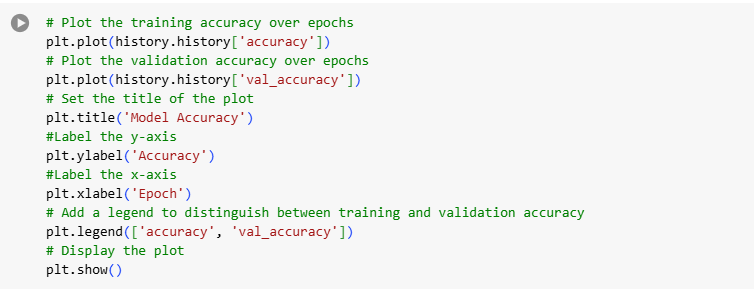 # Plot the training accuracy over epochs
plt.plot(history.history['accuracy'])
# Plot the validation accuracy over epochs
plt.plot(history.history['val_accuracy'])
# Set the title of the plot
plt.title('Model Accuracy')
#Label the y-axis
plt.ylabel('Accuracy')
#Label the x-axis
plt.xlabel('Epoch')
# Add a legend to distinguish between training and validation accuracy
plt.legend(['accuracy', 'val_accuracy'])
# Display the plot
plt.show()